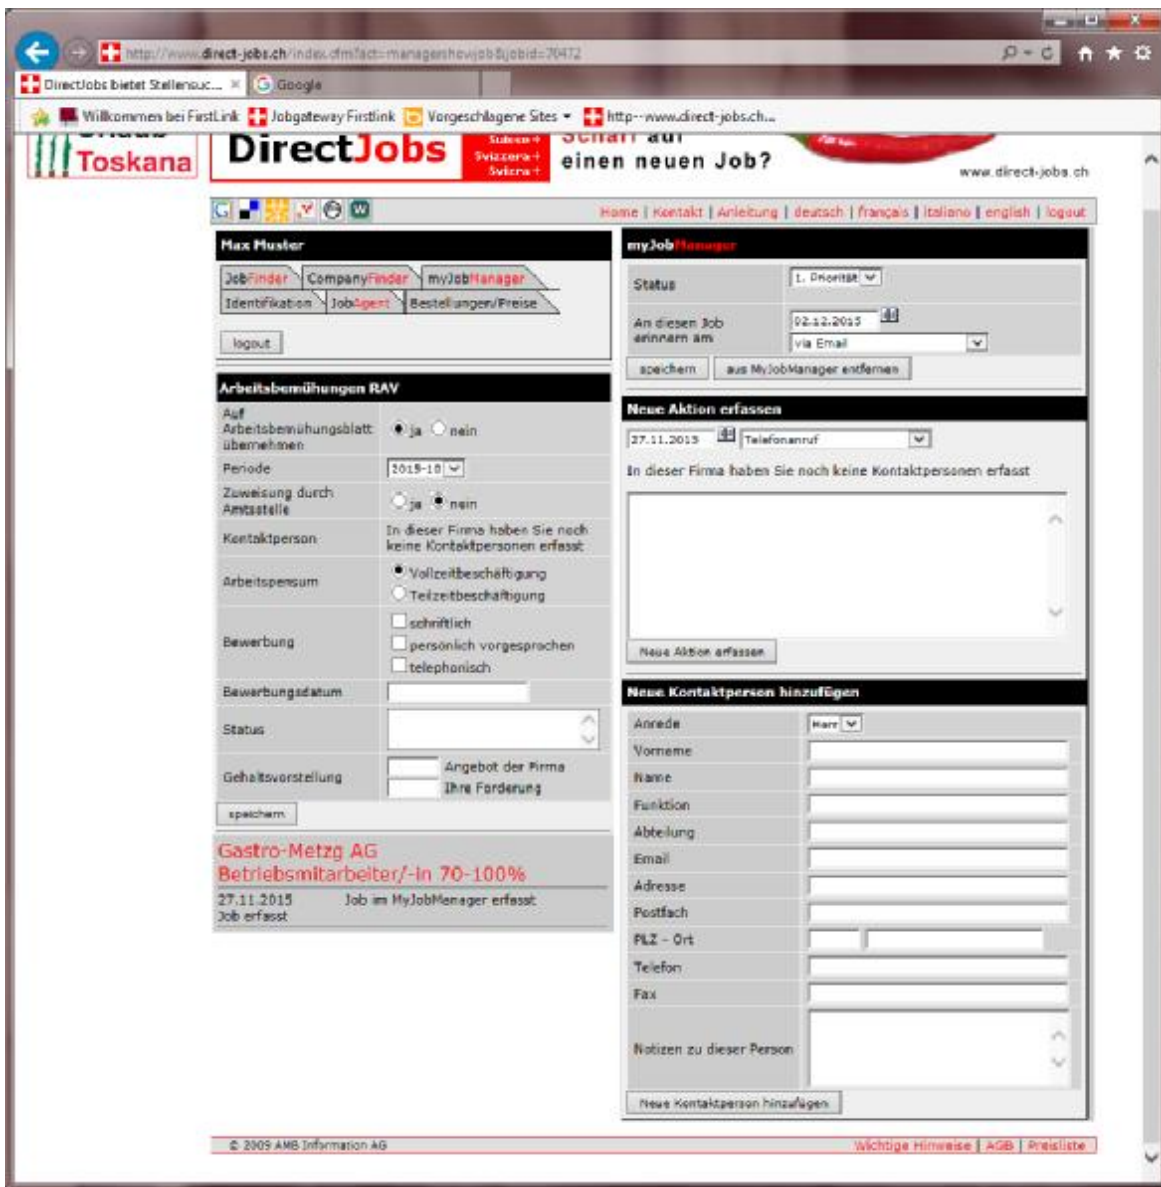 http://www.direct-jobs.ch/index.cfm?act=managershowjob&jobid=70472
DirectJobs bietet Stellensuc...
Google
Willkommen bei FirstLink Jobgateway Firstlink Vorgeschlagene Sites http--www.direct-jobs.ch...
Toskana
DirectJobs
Suisse+
Svizzera+
Svizra+
Scharf auf
einen neuen Job?
www.direct-jobs.ch
Home | Kontakt | Anleitung | deutsch | français | italiano | english | logout
Max Muster
JobFinder CompanyFinder myJobManager
Identifikation JobAgent Bestellungen/Preise
logout
Arbeitsbemühungen RAV
Auf
Arbeitsbemühungsblatt
übernehmen
ja nein
Periode 2015-10
Zuweisung durch
Amtsstelle
ja nein
Kontaktperson
In dieser Firma haben Sie noch
keine Kontaktpersonen erfasst
Arbeitspensum
Vollzeitbeschäftigung
Teilzeitbeschäftigung
Bewerbung
schriftlich
persönlich vorgesprochen
telephonisch
Bewerbungsdatum
Status
Gehaltsvorstellung
Angebot der Firma
Ihre Forderung
speichern
Gastro-Metzg AG
Betriebsmitarbeiter/-in 70-100%
27.11.2015 Job im MyJobManager erfasst
Job erfasst
myJobManager
Status 1. Priorität
An diesen Job
erinnern am
02.12.2015
via Email
speichern aus MyJobManager entfernen
Neue Aktion erfassen
27.11.2015 Telefonanruf
In dieser Firma haben Sie noch keine Kontaktpersonen erfasst
Neue Aktion erfassen
Neue Kontaktperson hinzufügen
Anrede Herr
Vorname
Name
Funktion
Abteilung
Email
Adresse
Postfach
PLZ - Ort
Telefon
Fax
Notizen zu dieser Person
Neue Kontaktperson hinzufügen
© 2009 AMB Information AG
Wichtige Hinweise | AGB | Preisliste